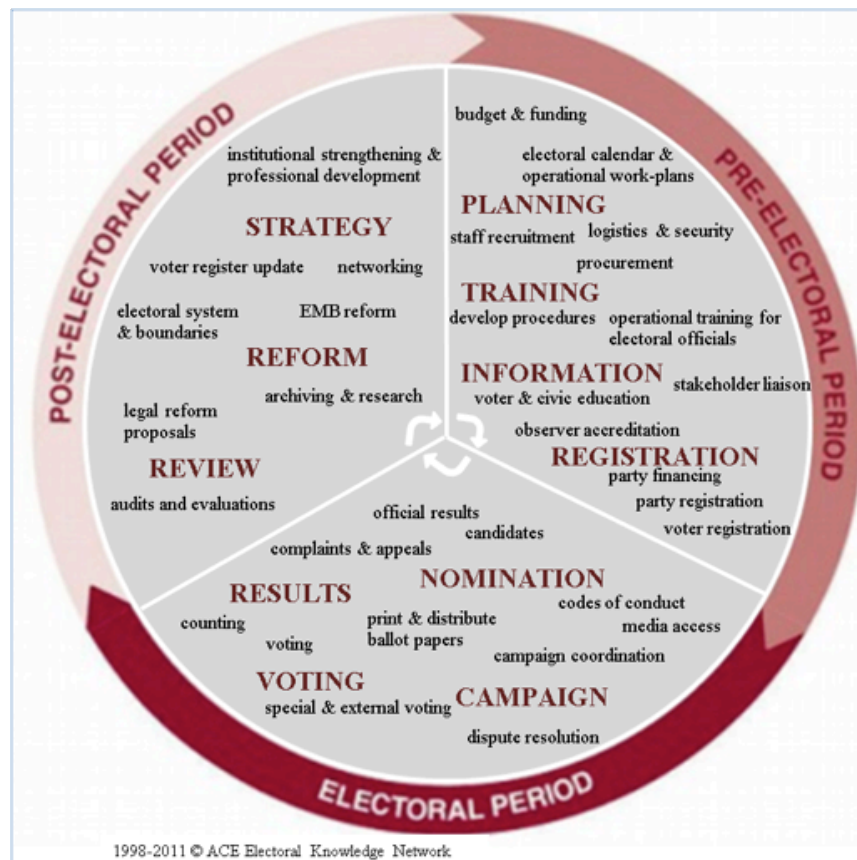 POST-ELECTORAL PERIOD
institutional strengthening &
professional development
STRATEGY
voter register update
networking
electoral system
& boundaries
EMB reform
REFORM
archiving & research
legal reform
proposals
REVIEW
audits and evaluations
PRE-ELECTORAL PERIOD
budget & funding
electoral calendar &
operational work-plans
PLANNING
staff recruitment
logistics & security
procurement
TRAINING
develop procedures
operational training for
electoral officials
INFORMATION
stakeholder liaison
voter & civic education
observer accreditation
REGISTRATION
party financing
party registration
voter registration
official results
candidates
complaints & appeals
NOMINATION
RESULTS
codes of conduct
print & distribute
ballot papers
counting
media access
voting
campaign coordination
VOTING
CAMPAIGN
special & external voting
dispute resolution
ELECTORAL PERIOD
1998-2011 © ACE Electoral Knowledge Network